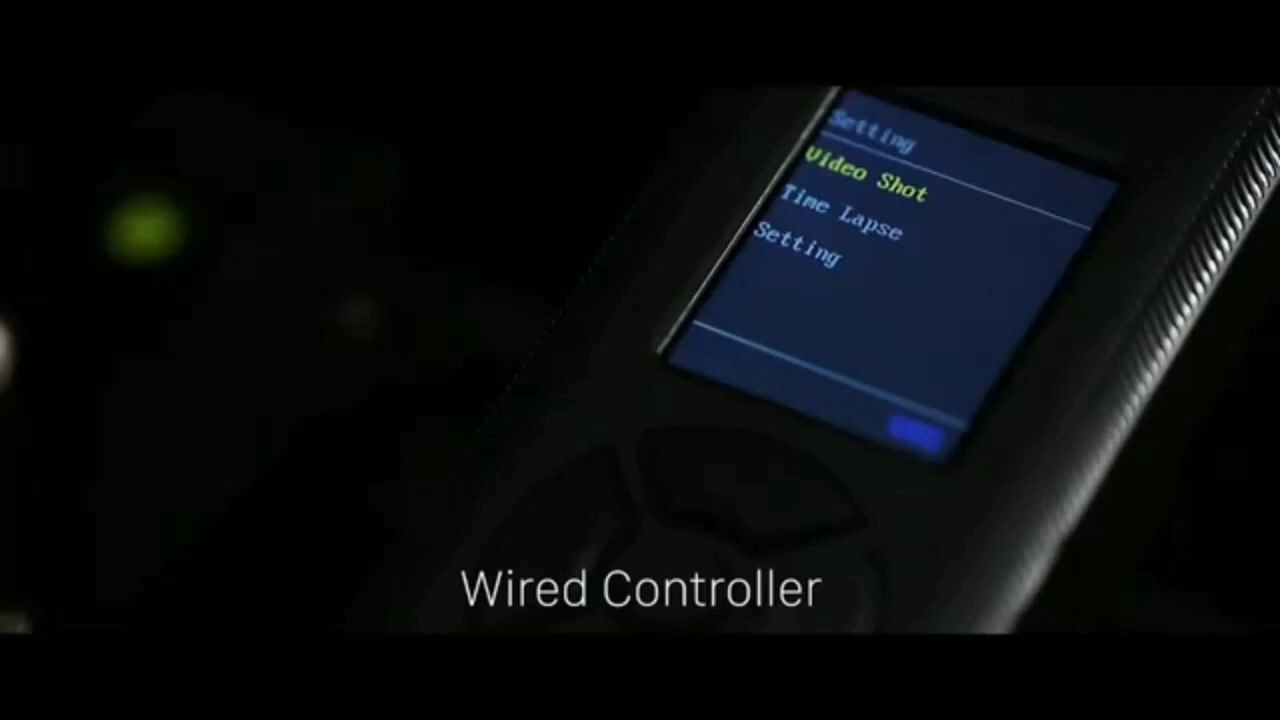 Setting
Video Shot
Time Lapse
Setting
Wired Controller